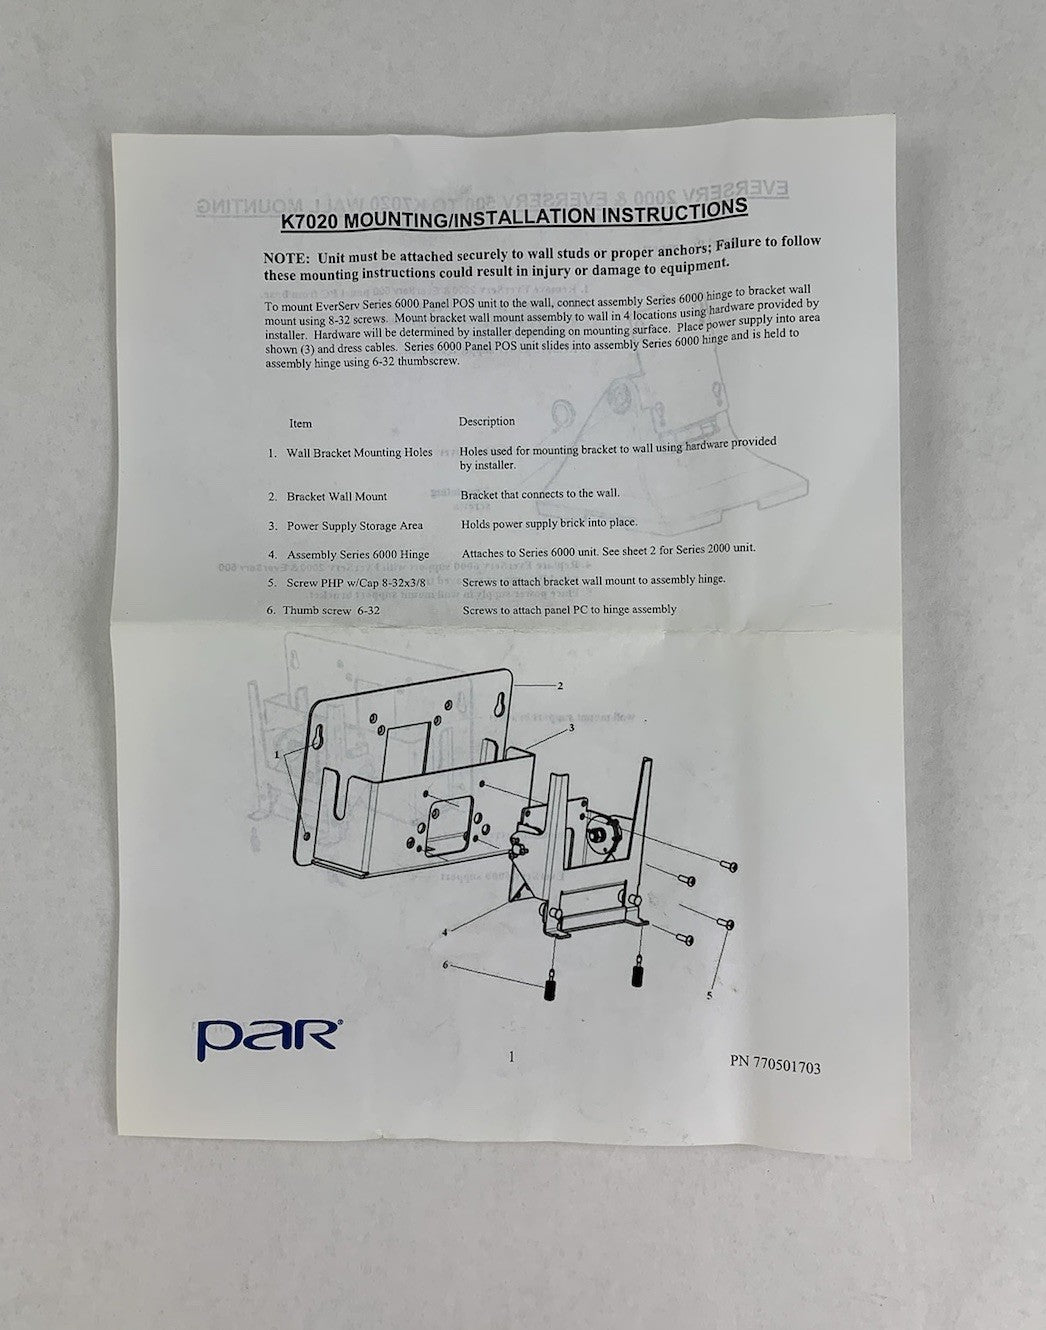 K7020 MOUNTING/INSTALLATION INSTRUCTIONS
NOTE: Unit must be attached securely to wall studs or proper anchors; Failure to follow
these mounting instructions could result in injury or damage to equipment.
To mount EverServ Series 6000 Panel POS unit to the wall, connect assembly Series 6000 hinge to bracket wall
mount using 8-32 screws. Mount bracket wall mount assembly to wall in 4 locations using hardware provided by
installer. Hardware will be determined by installer depending on mounting surface. Place power supply into area
shown (3) and dress cables. Series 6000 Panel POS unit slides into assembly Series 6000 hinge and is held to
assembly hinge using 6-32 thumbscrew.
Item Description
1. Wall Bracket Mounting Holes Holes used for mounting bracket to wall using hardware provided
by installer.
2. Bracket Wall Mount Bracket that connects to the wall.
3. Power Supply Storage Area Holds power supply brick into place.
4. Assembly Series 6000 Hinge Attaches to Series 6000 unit. See sheet 2 for Series 2000 unit.
5. Screw PHP w/Cap 8-32x3/8 Screws to attach bracket wall mount to assembly hinge.
6. Thumb screw 6-32 Screws to attach panel PC to hinge assembly
2
3
1
4
6
5
par®
1
PN 770501703